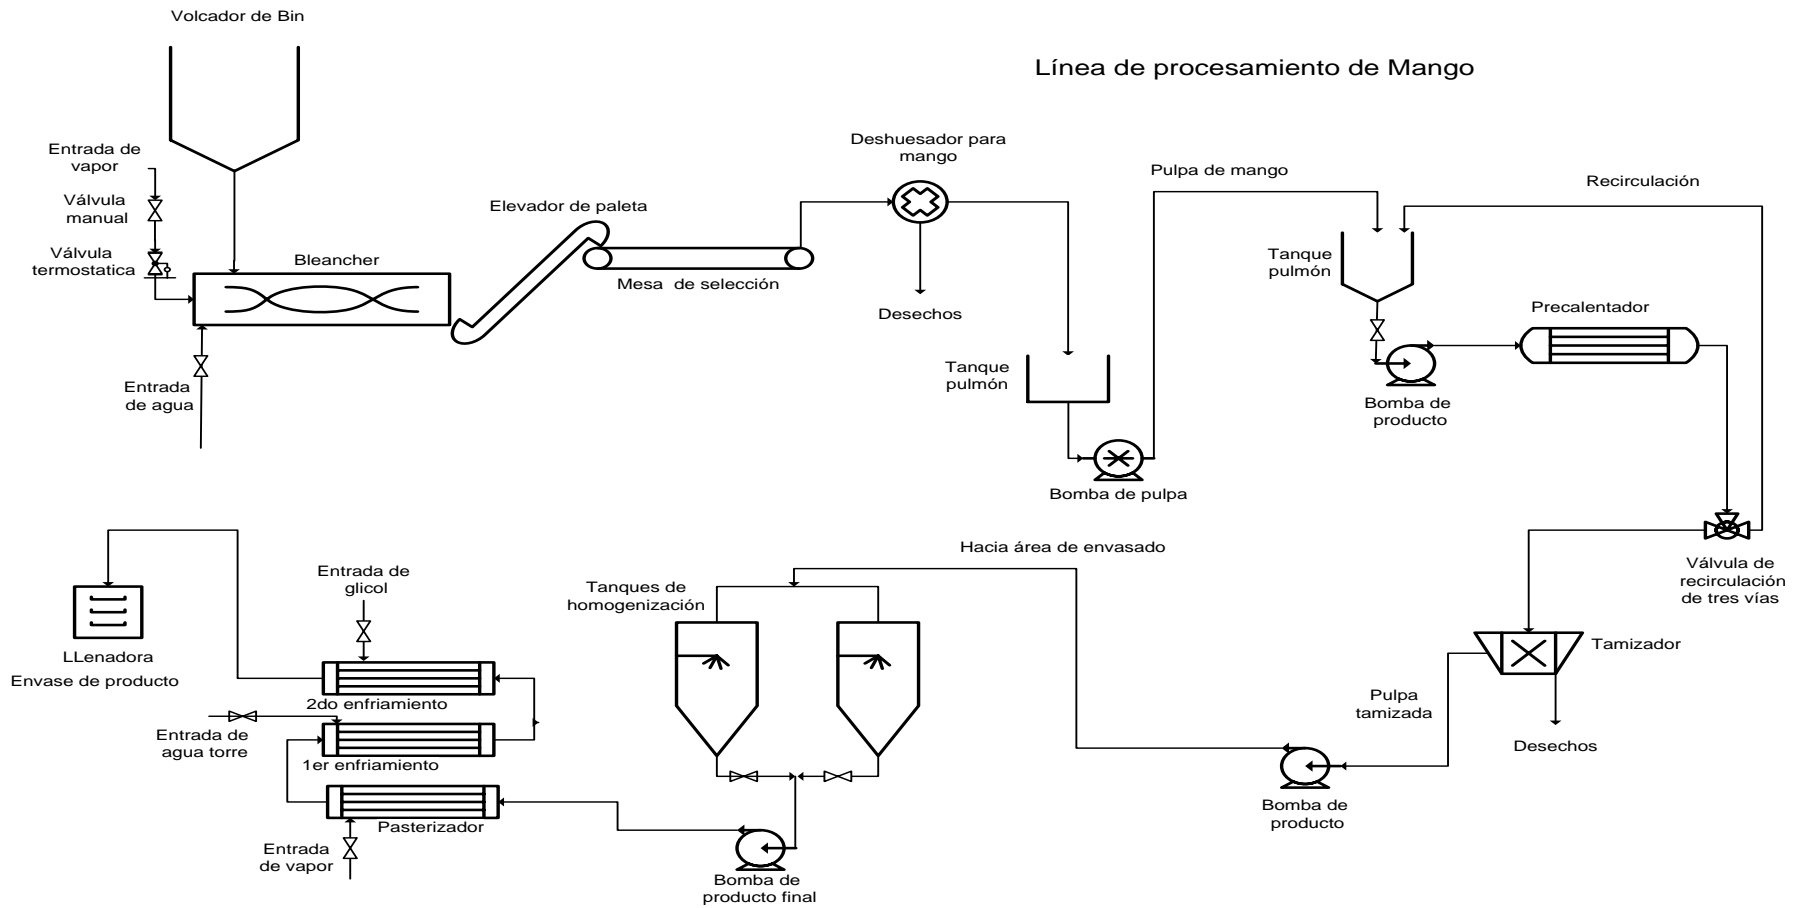 Volcador de Bin
Línea de procesamiento de Mango
Entrada de
vapor
Válvula
manual
Válvula
termostatica
Bleancher
Entrada
de agua
Elevador de paleta
Mesa de selección
Deshuesador para
mango
Desechos
Tanque
pulmón
Bomba de pulpa
Pulpa de mango
Recirculación
Tanque
pulmón
Precalentador
Bomba de
producto
Válvula de
recirculación
de tres vías
Tamizador
Desechos
Pulpa
tamizada
Bomba de
producto
Hacia área de envasado
Tanques de
homogenización
Bomba de
producto final
Entrada de
glicol
2do enfriamiento
Entrada de
agua torre
1er enfriamiento
Pasterizador
Entrada
de vapor
LLenadora
Envase de producto